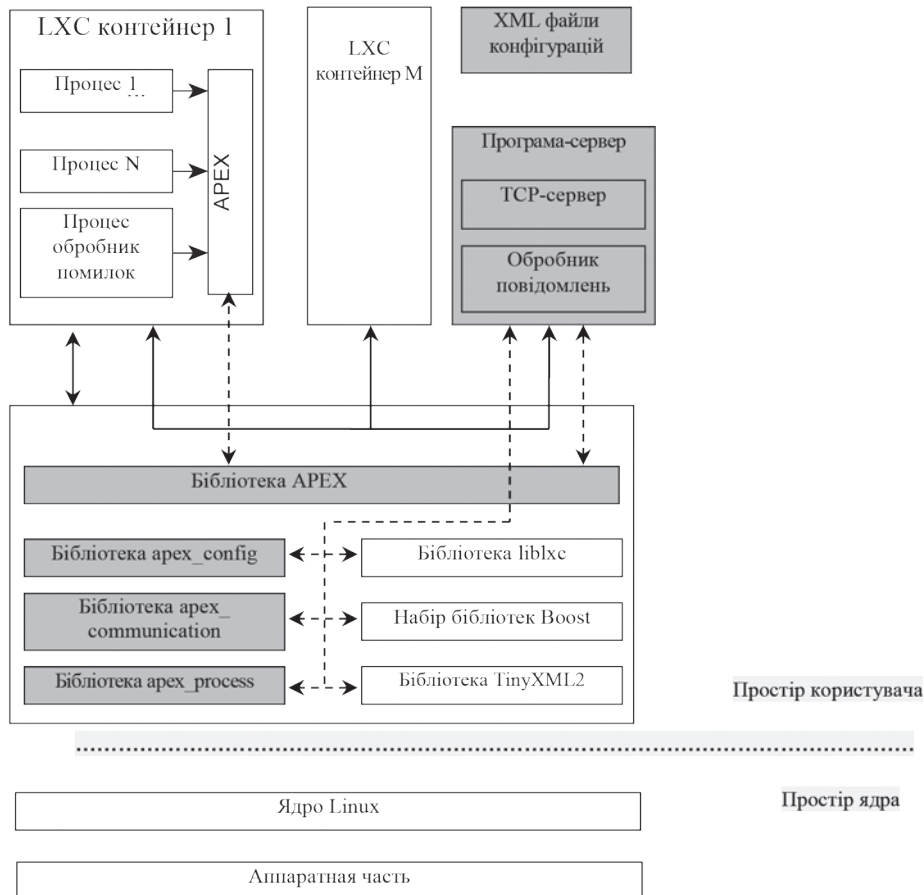 LXC контейнер 1
Процес 1 ...
Процес N
Процес
обробник
помилок
APEX
LXC
контейнер M
XML файли
конфігурацій
Програма-сервер
TCP-сервер
Обробник
повідомлень
Бібліотека APEX
Бібліотека apex_config
Бібліотека apex_
communication
Бібліотека apex_process
Бібліотека liblxc
Набір бібліотек Boost
Бібліотека TinyXML2
Простір користувача
Простір ядра
Ядро Linux
Аппаратная часть